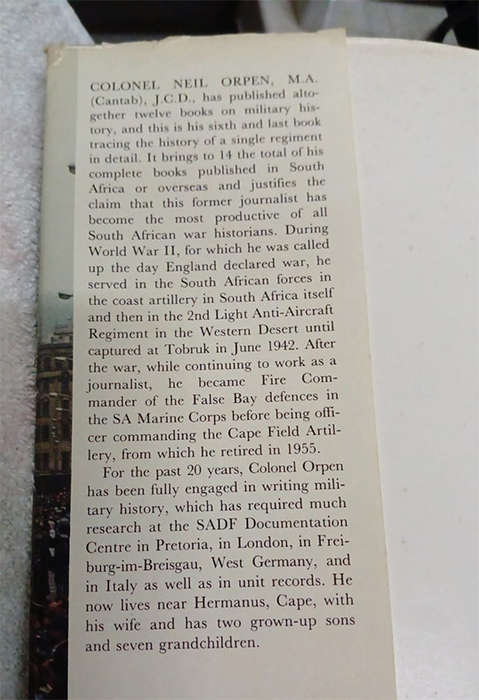 COLONEL NEIL ORPEN, M.A.
(Cantab), J.C.D., has published alto-
gether twelve books on military his-
tory, and this is his sixth and last book
tracing the history of a single regiment
in detail. It brings to 14 the total of his
complete books published in South
Africa or overseas and justifies the
claim that this former journalist has
become the most productive of all
South African war historians. During
World War II, for which he was called
up the day England declared war, he
served in the South African forces in
the coast artillery in South Africa itself
and then in the 2nd Light Anti-Aircraft
Regiment in the Western Desert until
captured at Tobruk in June 1942. After
the war, while continuing to work as a
journalist, he became Fire Com-
mander of the False Bay defences in
the SA Marine Corps before being offi-
cer commanding the Cape Field Artil-
lery, from which he retired in 1955.
For the past 20 years, Colonel Orpen
has been fully engaged in writing mili-
tary history, which has required much
research at the SADF Documentation
Centre in Pretoria, in London, in Frei-
burg-im-Breisgau, West Germany, and
in Italy as well as in unit records. He
now lives near Hermanus, Cape, with
his wife and has two grown-up sons
and seven grandchildren.